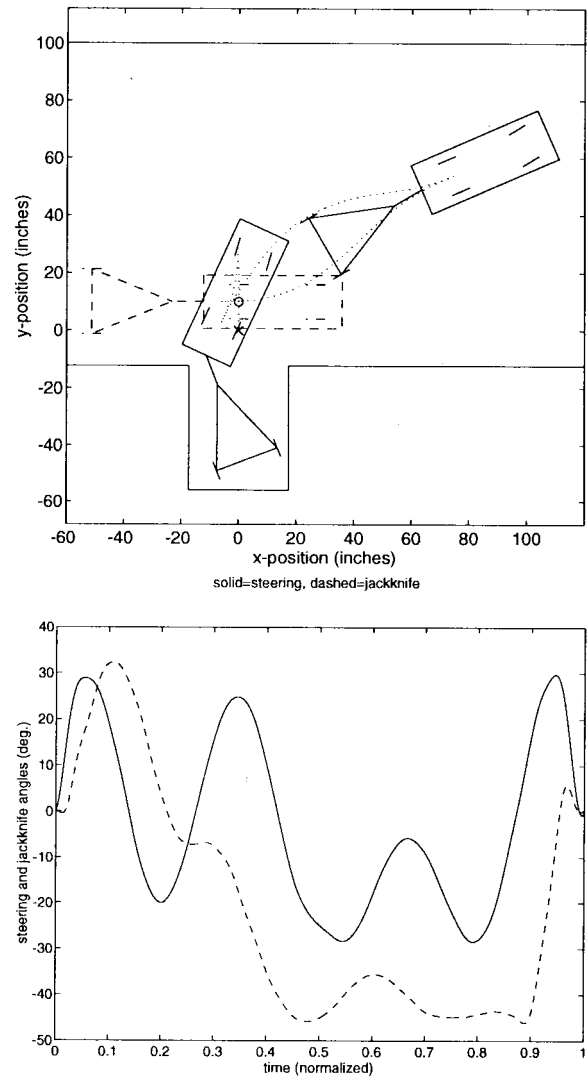 100
80
60
40
20
0
-20
-40
-60
y-position (inches)
-60 -40 -20 0 20 40 60 80 100
x-position (inches)
solid=steering, dashed=jackknife
40
30
20
10
0
-10
-20
-30
-40
-50
steering and jackknife angles (deg.)
0 0.1 0.2 0.3 0.4 0.5 0.6 0.7 0.8 0.9 1
time (normalized)